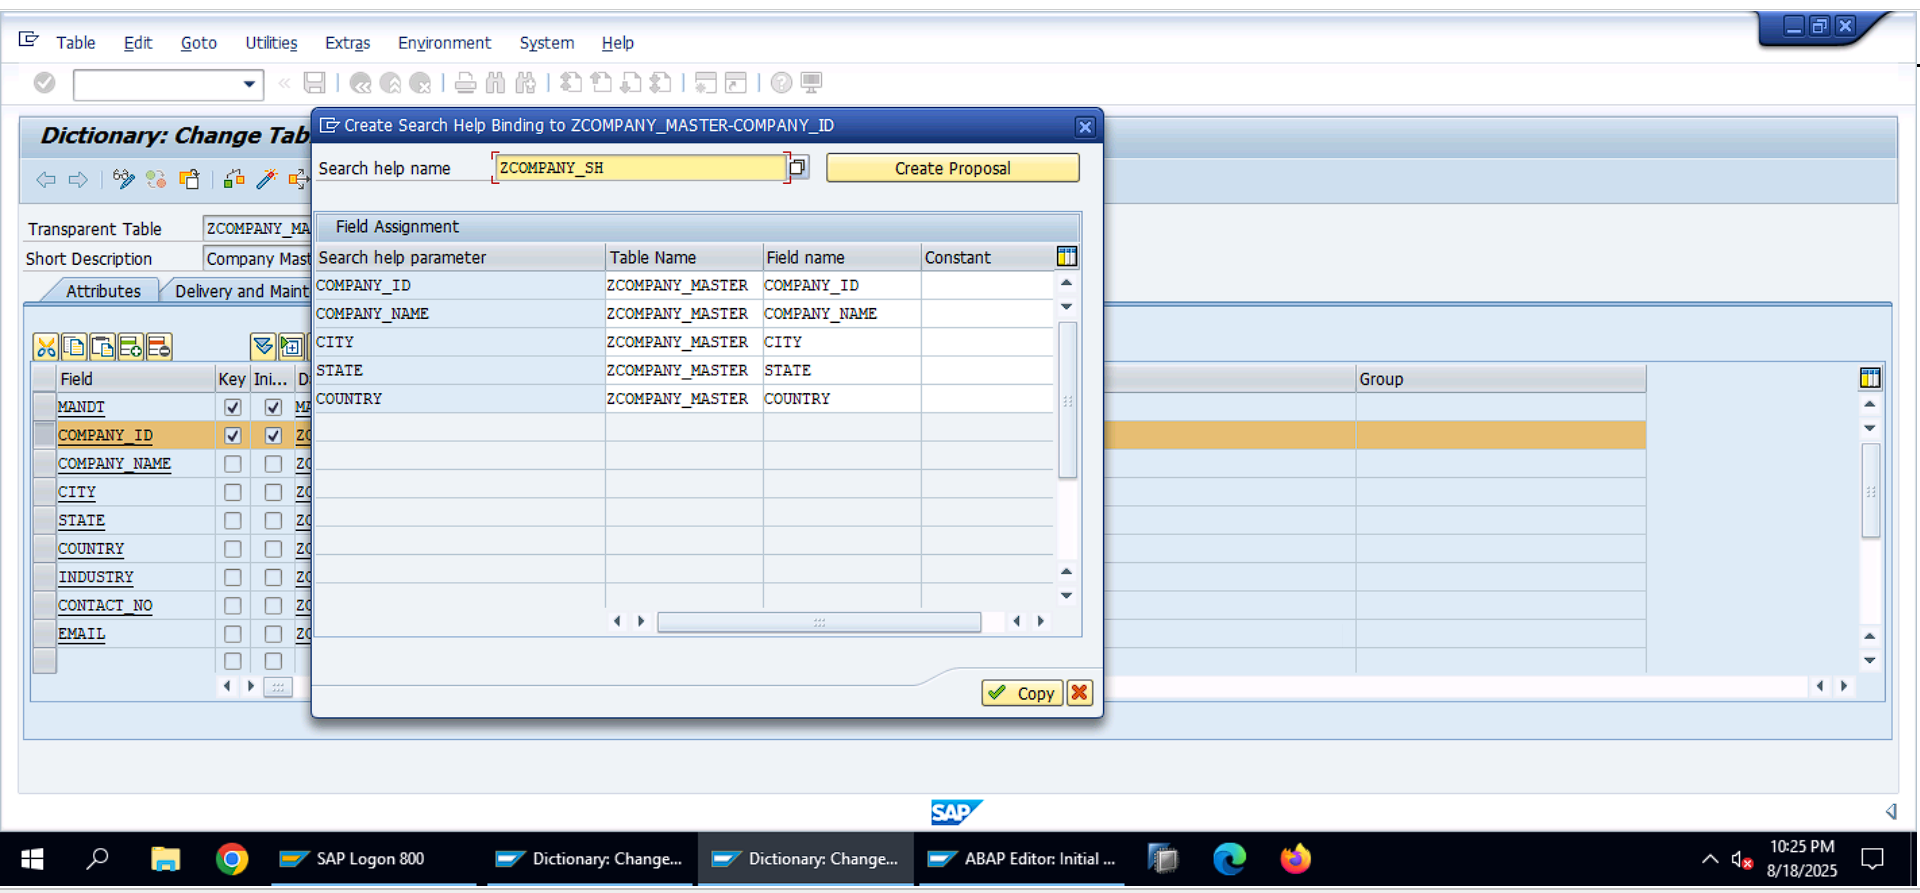 Table Edit Goto Utilities Extras Environment System Help
Dictionary: Change Tab
Create Search Help Binding to ZCOMPANY_MASTER-COMPANY_ID
Search help name ZCOMPANY_SH Create Proposal
Transparent Table ZCOMPANY_MA
Short Description Company Mast
Attributes Delivery and Maint
Field Assignment
Search help parameter Table Name Field name Constant
COMPANY_ID ZCOMPANY_MASTER COMPANY_ID
COMPANY_NAME ZCOMPANY_MASTER COMPANY_NAME
CITY ZCOMPANY_MASTER CITY
STATE ZCOMPANY_MASTER STATE
COUNTRY ZCOMPANY_MASTER COUNTRY
Copy
Field Key Ini... D Group
MANDT MA
COMPANY_ID ZC
COMPANY_NAME ZC
CITY ZC
STATE ZC
COUNTRY ZC
INDUSTRY ZC
CONTACT_NO ZC
EMAIL ZC
SAP
SAP Logon 800 Dictionary: Change... Dictionary: Change... ABAP Editor: Initial ...
10:25 PM
8/18/2025